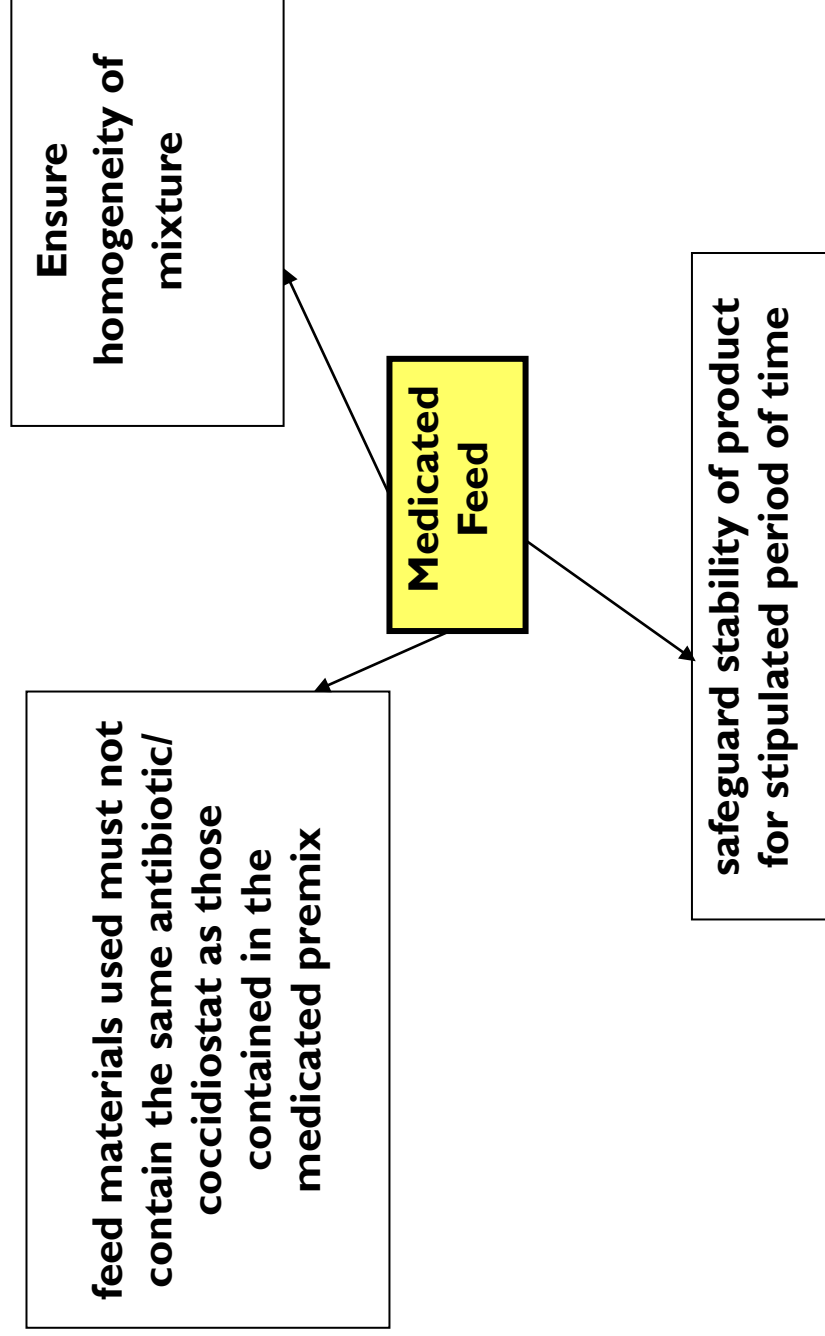 feed materials used must not
contain the same antibiotic/
coccidiostat as those
contained in the
medicated premix
Ensure
homogeneity of
mixture
Medicated
Feed
safeguard stability of product
for stipulated period of time